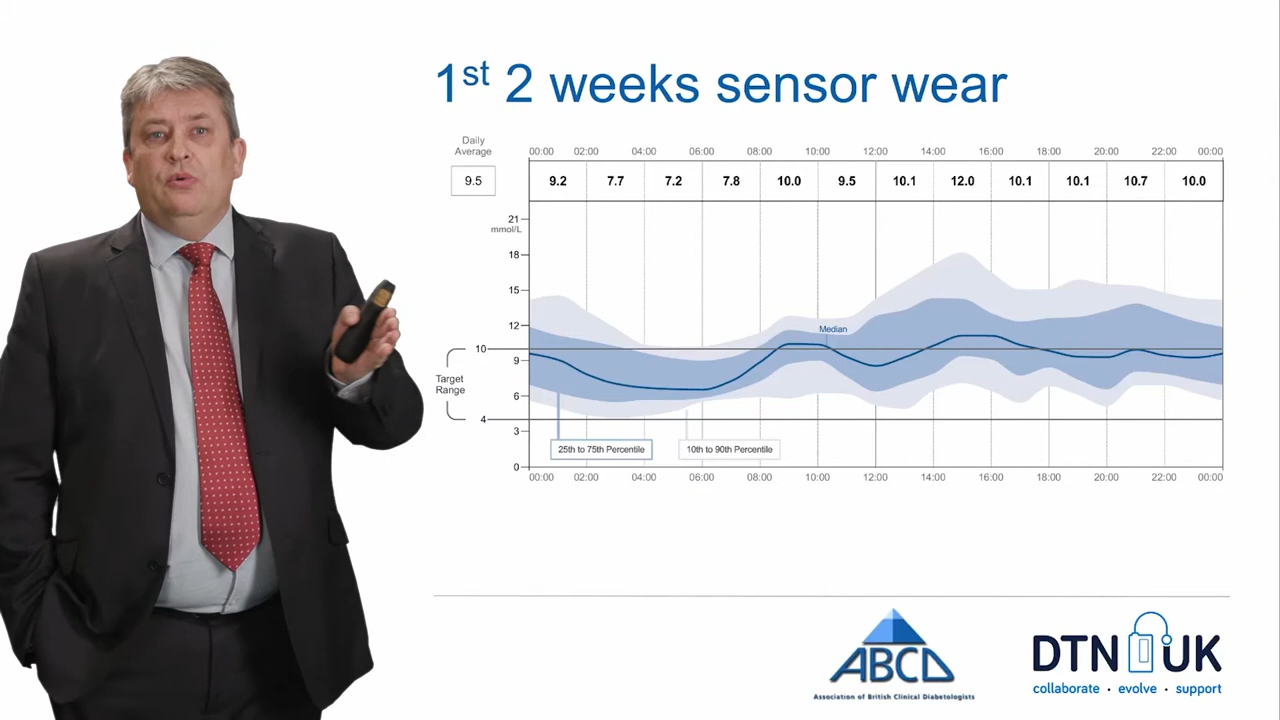 1st 2 weeks sensor wear
Daily
Average
00:00 02:00 04:00 06:00 08:00 10:00 12:00 14:00 16:00 18:00 20:00 22:00 00:00
9.5 9.2 7.7 7.2 7.8 10.0 9.5 10.1 12.0 10.1 10.1 10.7 10.0
21
mmol/L
18
15
12
Median
10
9
Target
Range
6
4
3
25th to 75th Percentile 10th to 90th Percentile
0
00:00 02:00 04:00 06:00 08:00 10:00 12:00 14:00 16:00 18:00 20:00 22:00 00:00
ABCD
Association of British Clinical Diabetologists
DTN UK
collaborate · evolve · support